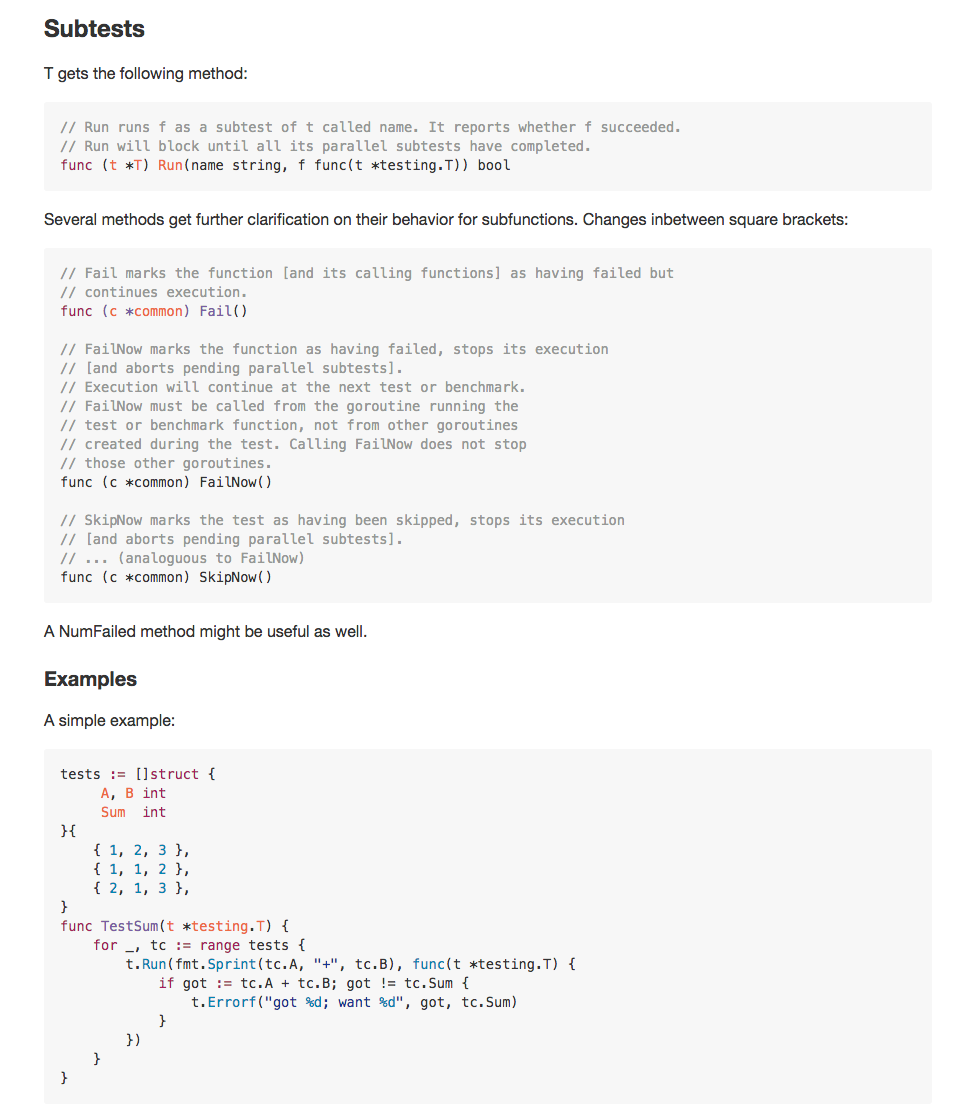 Subtests
T gets the following method:
// Run runs f as a subtest of t called name. It reports whether f succeeded.
// Run will block until all its parallel subtests have completed.
func (t *T) Run(name string, f func(t *testing.T)) bool
Several methods get further clarification on their behavior for subfunctions. Changes inbetween square brackets:
// Fail marks the function [and its calling functions] as having failed but
// continues execution.
func (c *common) Fail()
// FailNow marks the function as having failed, stops its execution
// [and aborts pending parallel subtests].
// Execution will continue at the next test or benchmark.
// FailNow must be called from the goroutine running the
// test or benchmark function, not from other goroutines
// created during the test. Calling FailNow does not stop
// those other goroutines.
func (c *common) FailNow()
// SkipNow marks the test as having been skipped, stops its execution
// [and aborts pending parallel subtests].
// ... (analoguous to FailNow)
func (c *common) SkipNow()
A NumFailed method might be useful as well.
Examples
A simple example:
tests := []struct {
     A, B int
     Sum  int
}{
    { 1, 2, 3 },
    { 1, 1, 2 },
    { 2, 1, 3 },
}
func TestSum(t *testing.T) {
    for _, tc := range tests {
        t.Run(fmt.Sprint(tc.A, "+", tc.B), func(t *testing.T) {
            if got := tc.A + tc.B; got != tc.Sum {
                t.Errorf("got %d; want %d", got, tc.Sum)
            }
        })
    }
}